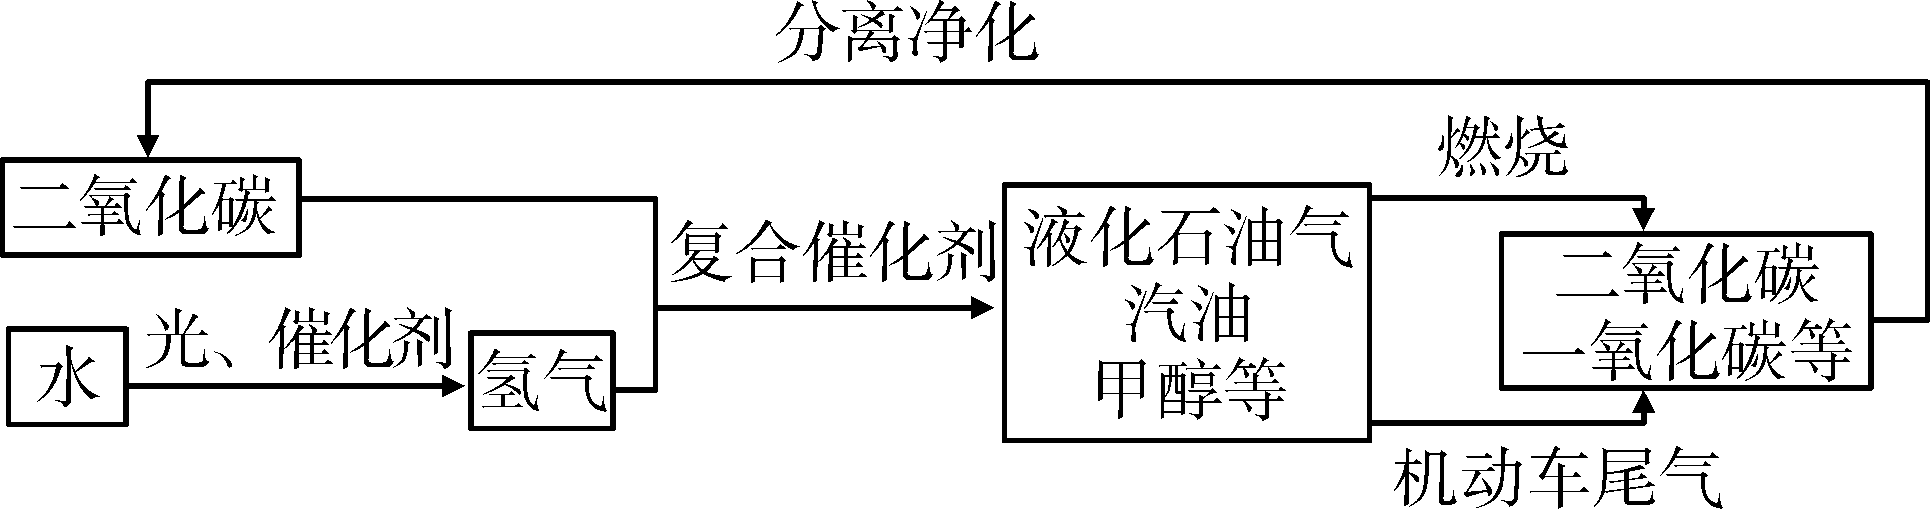 分离净化
燃烧
二氧化碳
复合催化剂
液化石油气
汽油
甲醇等
二氧化碳
一氧化碳等
水
光、催化剂
氢气
机动车尾气